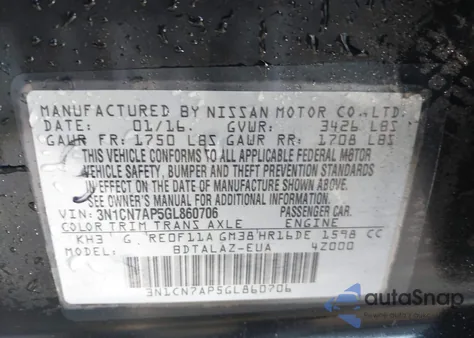 MANUFACTURED BY NISSAN MOTOR CO., LTD.
DATE: 01/16. GVWR: 3426 LBS
GAWR FR: 1750 LBS GAWR RR: 1708 LBS
THIS VEHICLE CONFORMS TO ALL APPLICABLE FEDERAL MOTOR
VEHICLE SAFETY, BUMPER AND THEFT PREVENTION STANDARDS
IN EFFECT ON THE DATE OF MANUFACTURE SHOWN ABOVE.
SEE OWNER'S MANUAL FOR ADDITIONAL INFORMATION.
VIN: 3N1CN7AP5GL860706 PASSENGER CAR.
COLOR TRIM TRANS AXLE ENGINE
KH3 G RE0F11A GM38 HR16DE 1598 CC
BDTALAZ-EUA 42000
3N1CN7AP5GL860706
autoSnap